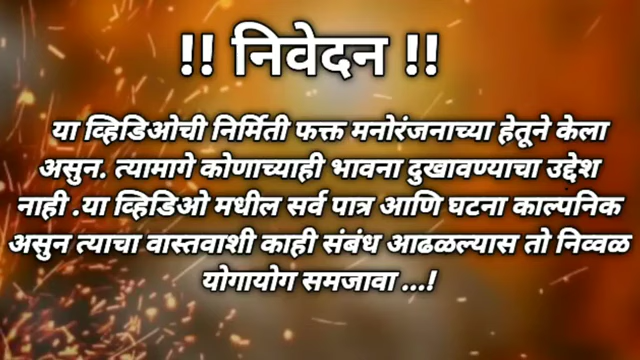 !! निवेदन !!
या व्हिडिओची निर्मिती फक्त मनोरंजनाच्या हेतूने केला
असुन. त्यामागे कोणाच्याही भावना दुखावण्याचा उद्देश
नाही .या व्हिडिओ मधील सर्व पात्र आणि घटना काल्पनिक
असुन त्याचा वास्तवाशी काही संबंध आढळल्यास तो निव्वळ
योगायोग समजावा ...!